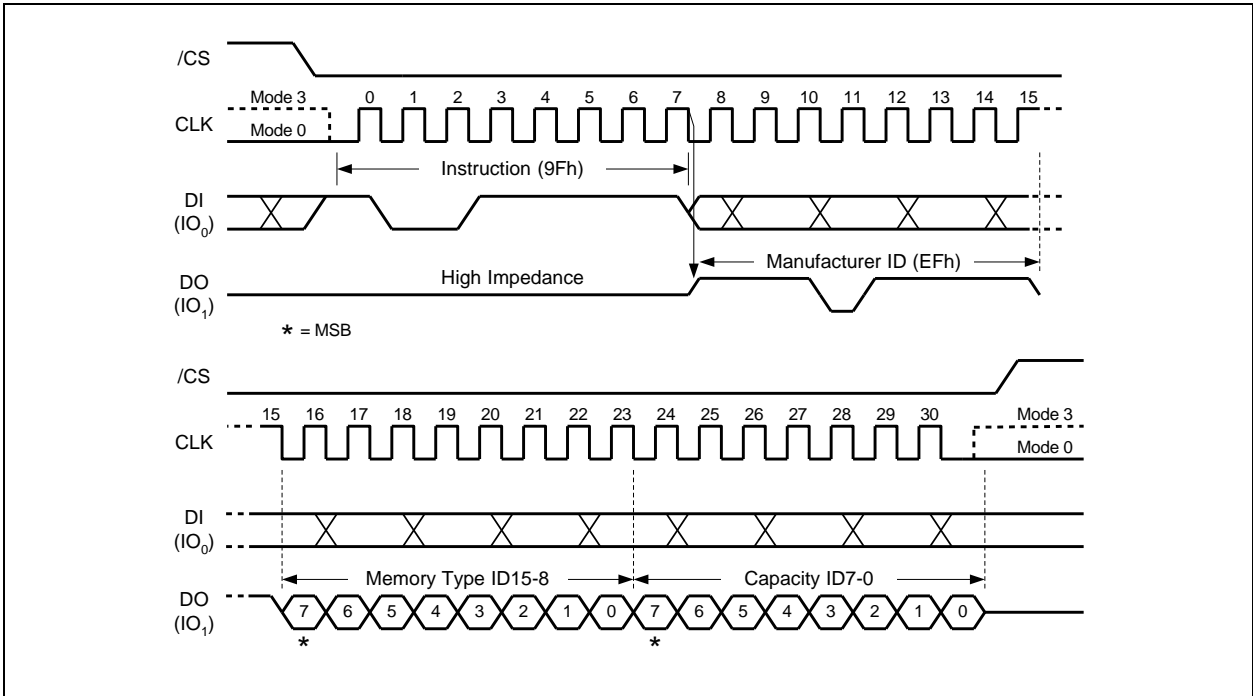 /CS
Mode 3 0 1 2 3 4 5 6 7 8 9 10 11 12 13 14 15
CLK
Mode 0
Instruction (9Fh)
DI
(IO₀)
Manufacturer ID (EFh)
High Impedance
DO
(IO₁)
* = MSB
/CS
15 16 17 18 19 20 21 22 23 24 25 26 27 28 29 30 Mode 3
CLK
Mode 0
DI
(IO₀)
Memory Type ID15-8 Capacity ID7-0
DO
7 6 5 4 3 2 1 0 7 6 5 4 3 2 1 0
(IO₁)
* *